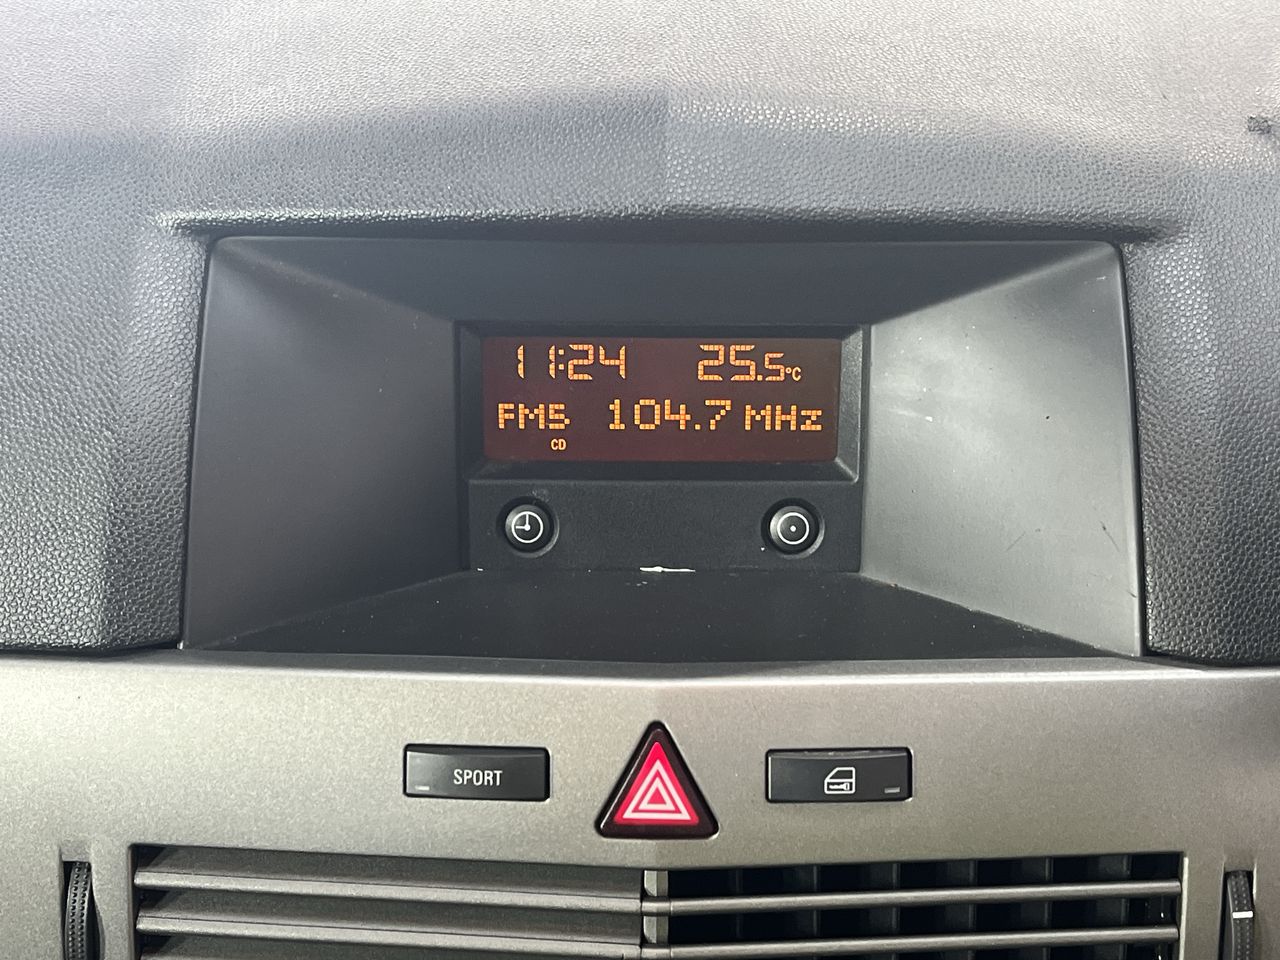 11:24 25.5°C
FM5 104.7 MHz
CD
SPORT